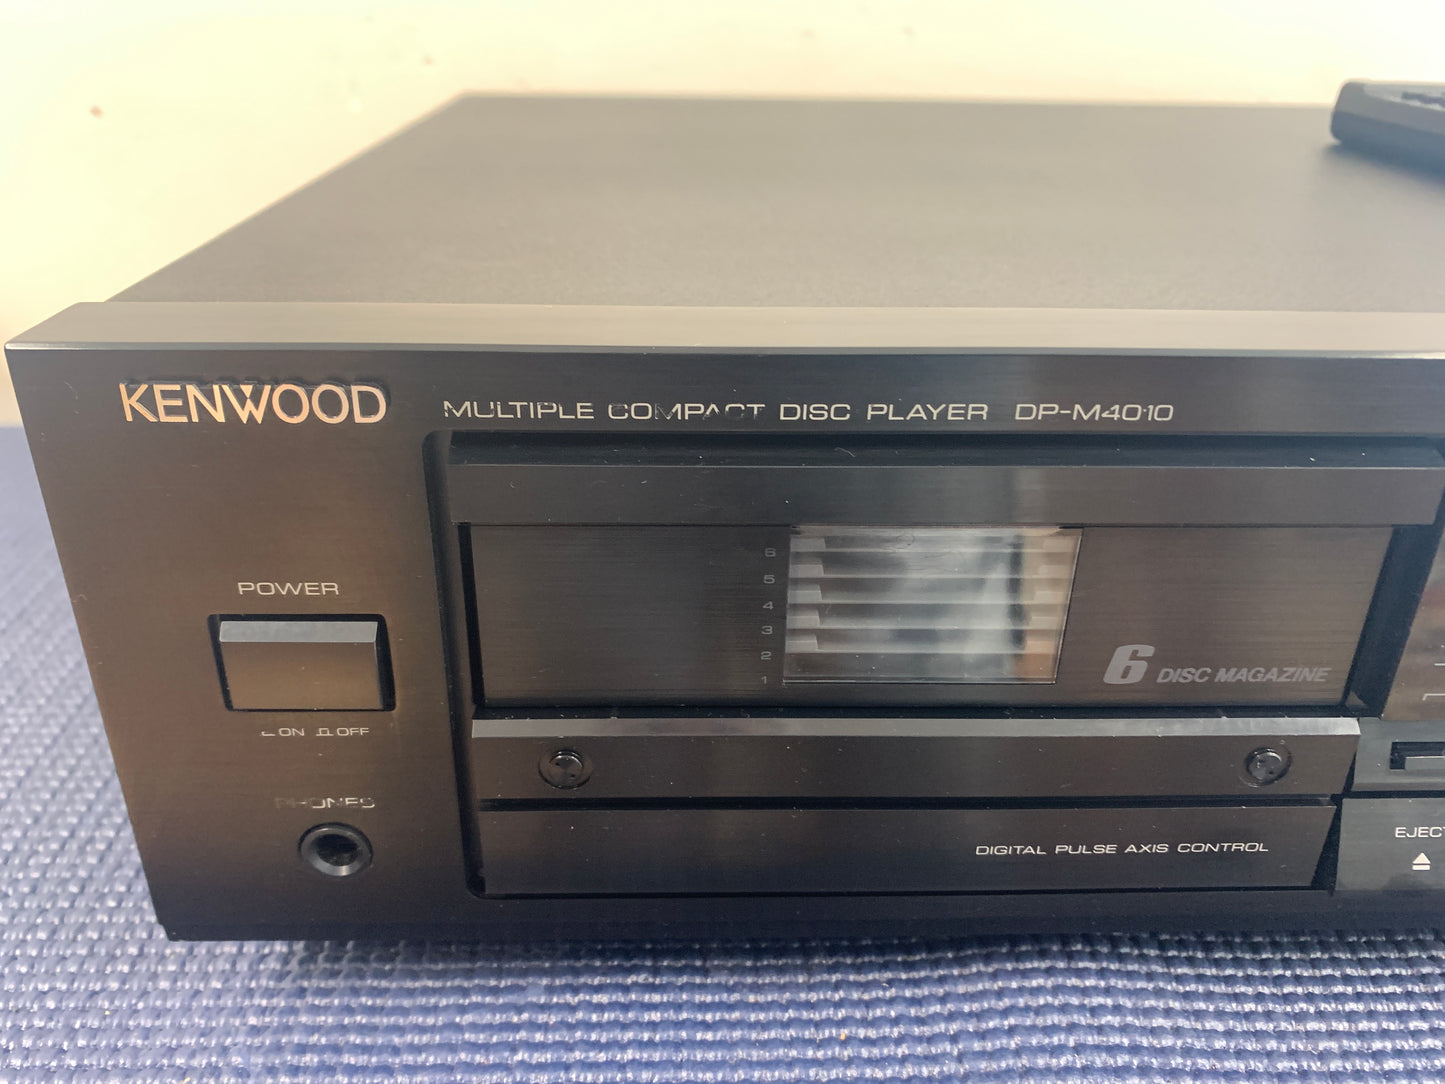 KENWOOD
MULTIPLE COMPACT DISC PLAYER DP-M4010
POWER
ON OFF
PHONES
6
5
4
3
2
1
6 DISC MAGAZINE
DIGITAL PULSE AXIS CONTROL
EJECT